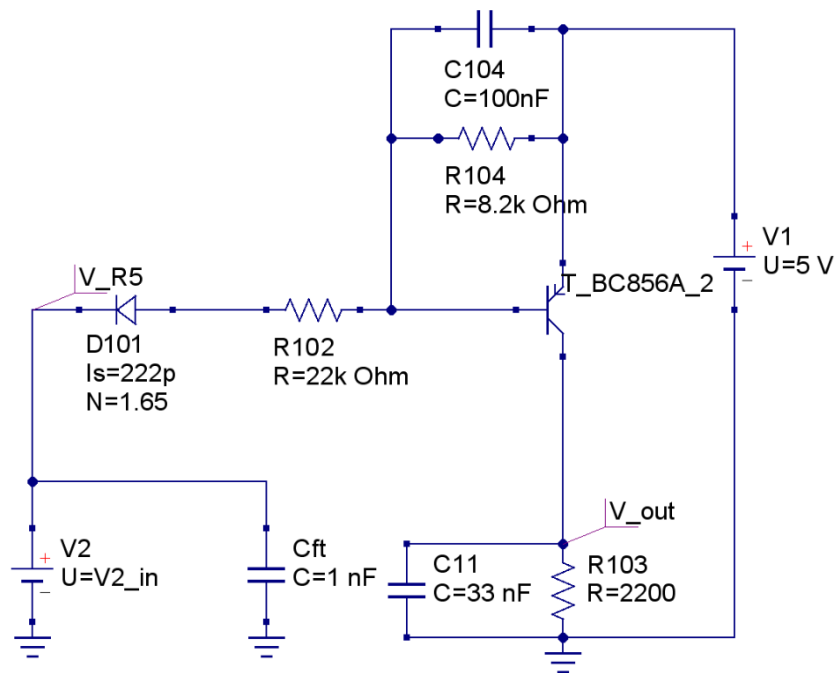 C104
C=100nF
R104
R=8.2k Ohm
V1
U=5 V
T_BC856A_2
V_R5
D101
Is=222p
N=1.65
R102
R=22k Ohm
V_out
V2
U=V2_in
Cft
C=1 nF
C11
C=33 nF
R103
R=2200